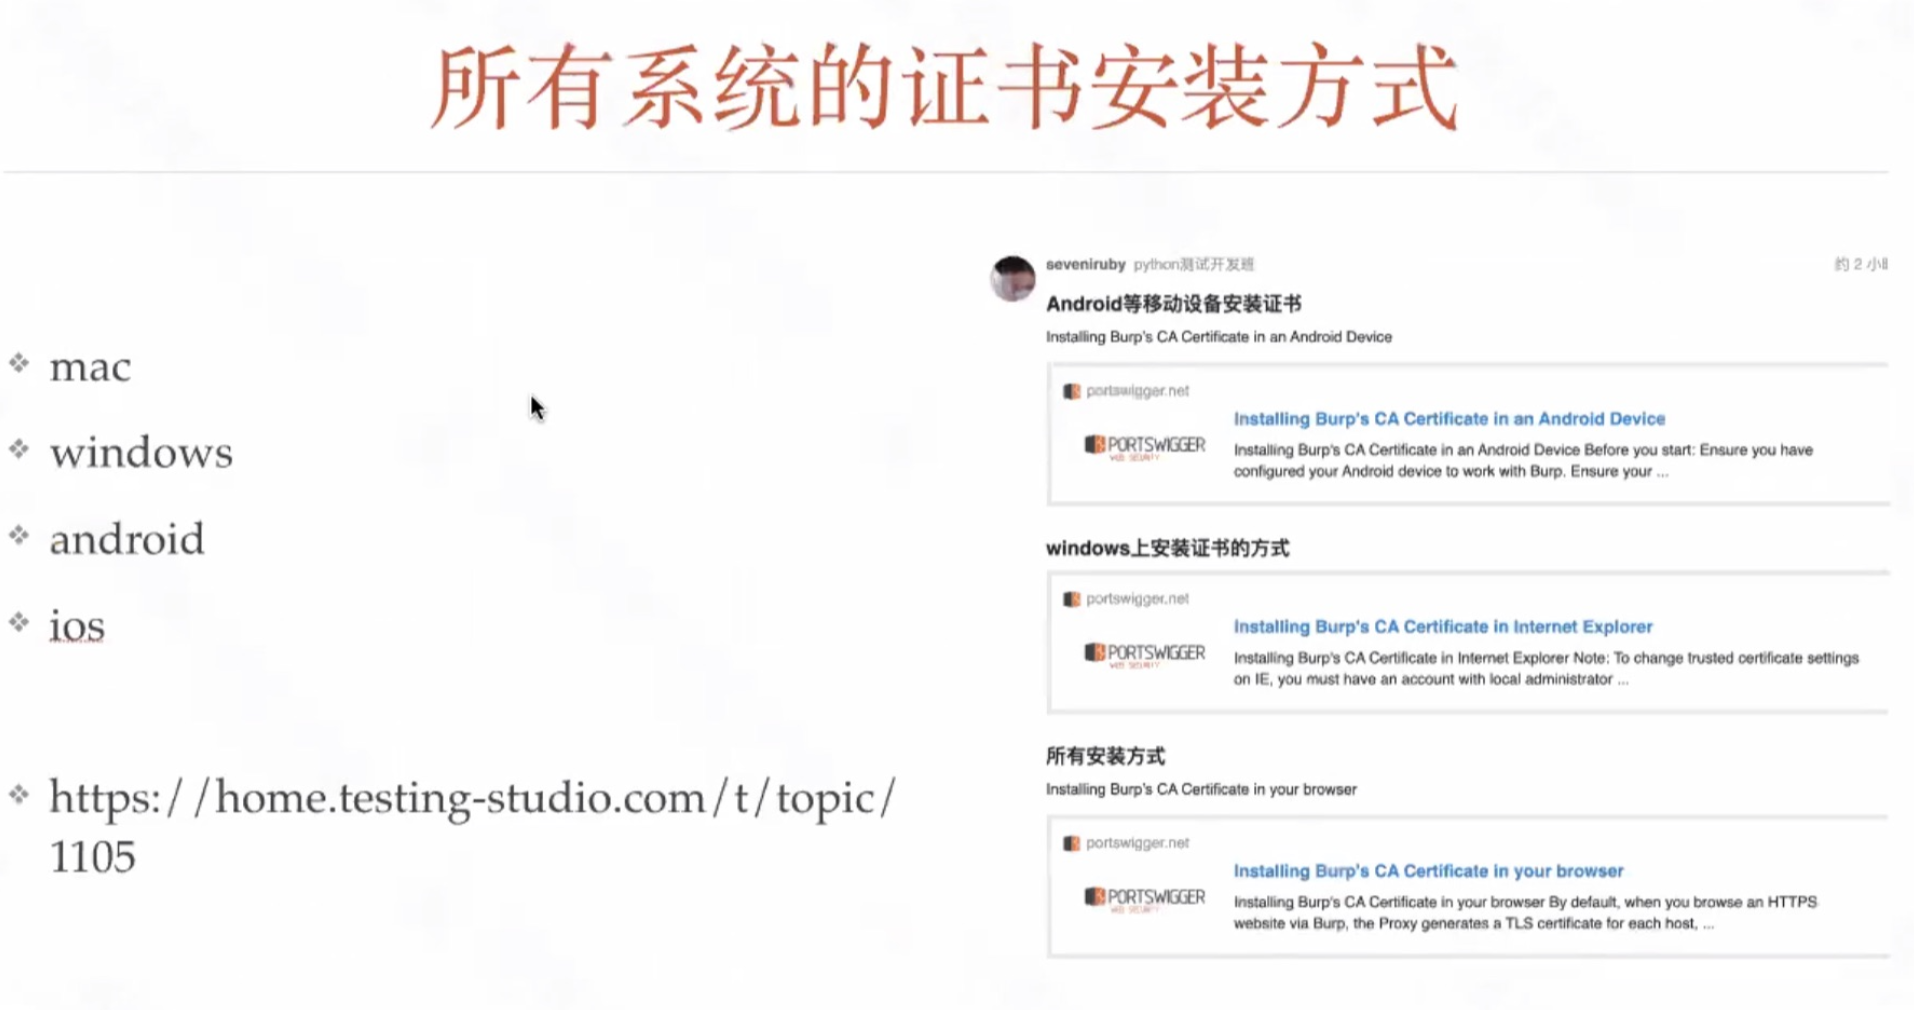 所有系统的证书安装方式
mac
windows
android
ios
https://home.testing-studio.com/t/topic/
1105
seveniruby python测试开发班
约 2 小
Android等移动设备安装证书
Installing Burp's CA Certificate in an Android Device
portswigger.net
Installing Burp's CA Certificate in an Android Device
PORTSWIGGER
WEB SECURITY
Installing Burp's CA Certificate in an Android Device Before you start: Ensure you have
configured your Android device to work with Burp. Ensure your ...
windows上安装证书的方式
portswigger.net
Installing Burp's CA Certificate in Internet Explorer
PORTSWIGGER
WEB SECURITY
Installing Burp's CA Certificate in Internet Explorer Note: To change trusted certificate settings
on IE, you must have an account with local administrator ...
所有安装方式
Installing Burp's CA Certificate in your browser
portswigger.net
Installing Burp's CA Certificate in your browser
PORTSWIGGER
WEB SECURITY
Installing Burp's CA Certificate in your browser By default, when you browse an HTTPS
website via Burp, the Proxy generates a TLS certificate for each host, ...